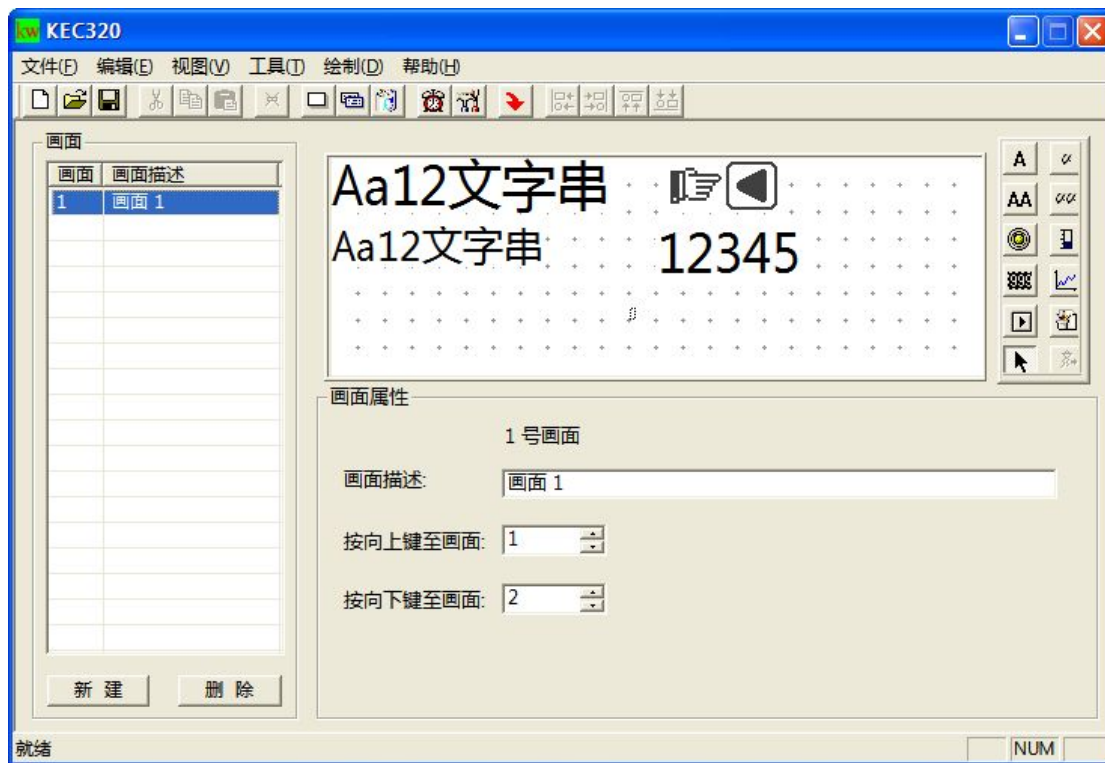 kw KEC320
文件(F) 编辑(E) 视图(V) 工具(T) 绘制(D) 帮助(H)
画面
画面 画面描述
1 画面 1
新 建 删 除
Aa12文字串
Aa12文字串 12345
A α
AA αα
画面属性
1 号画面
画面描述: 画面 1
按向上键至画面: 1
按向下键至画面: 2
就绪 NUM